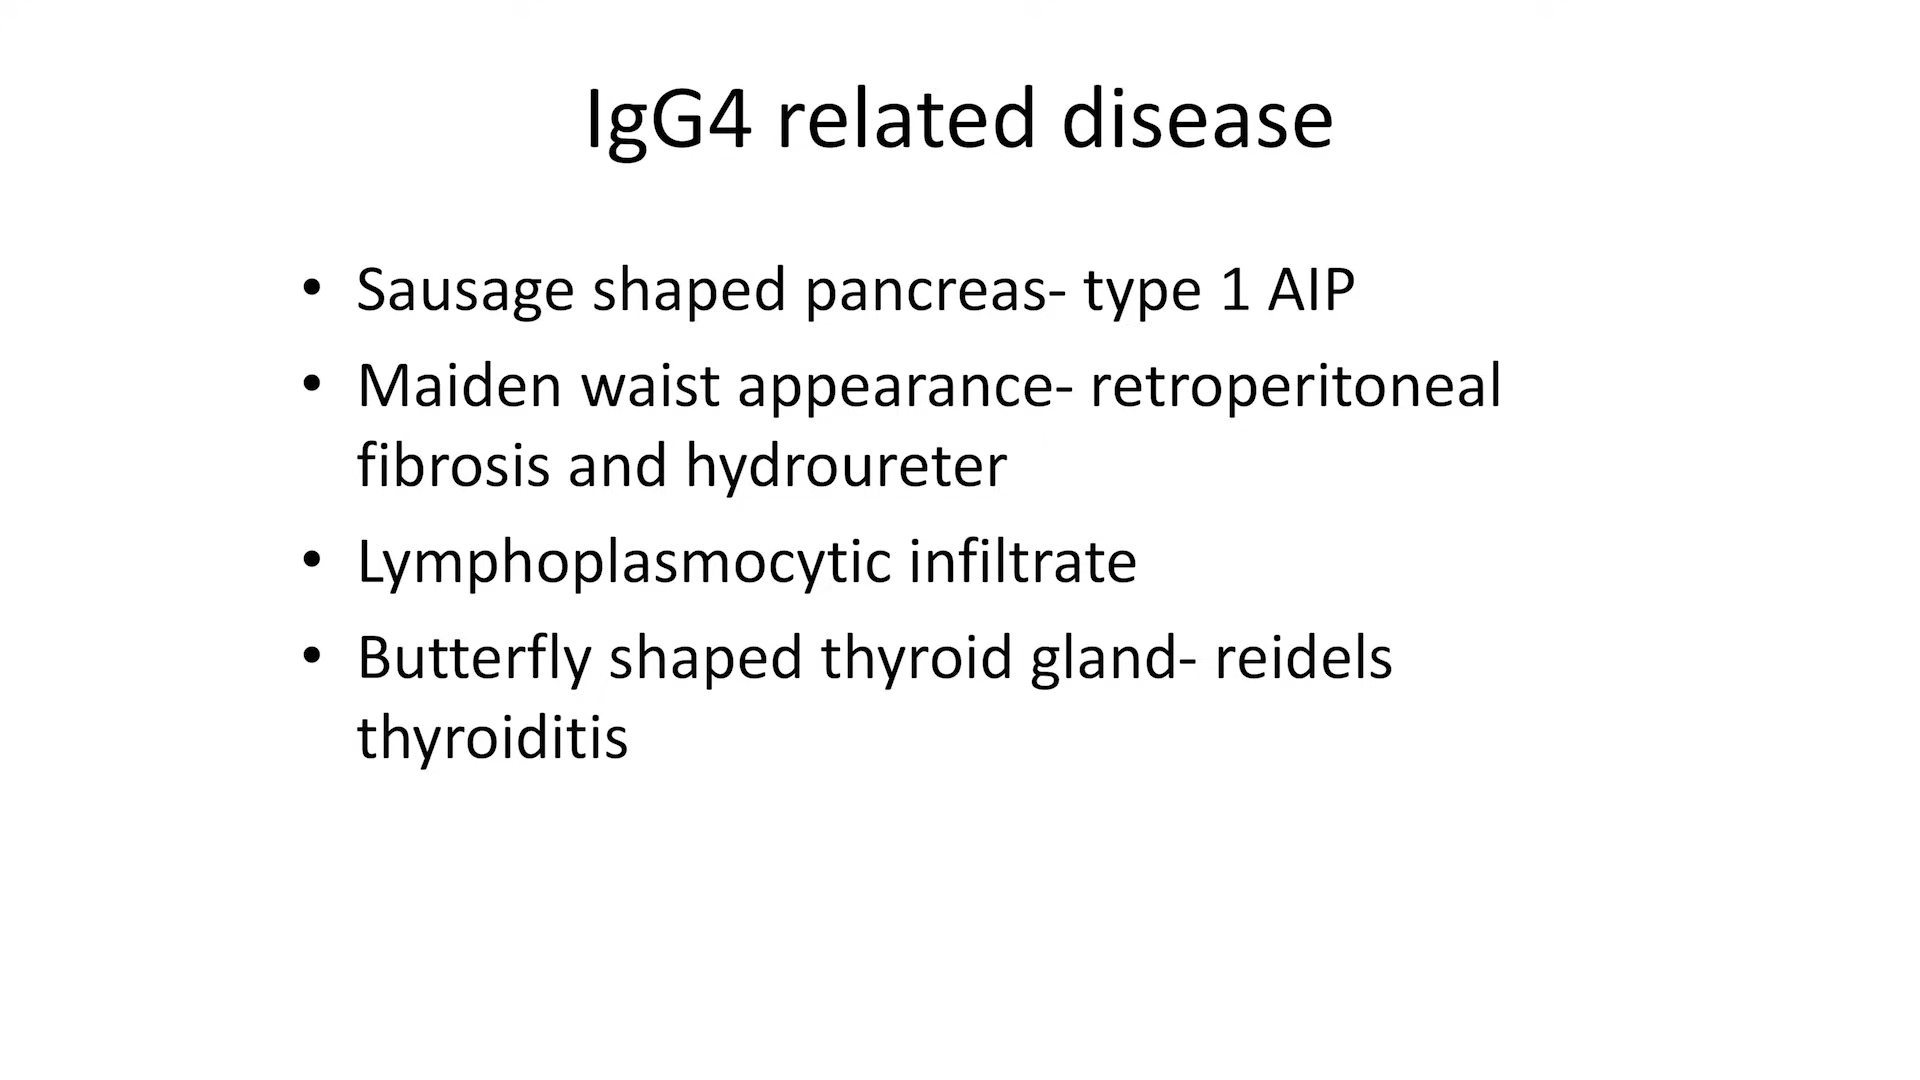 IgG4 related disease
• Sausage shaped pancreas- type 1 AIP
• Maiden waist appearance- retroperitoneal
fibrosis and hydroureter
• Lymphoplasmocytic infiltrate
• Butterfly shaped thyroid gland- reidels
thyroiditis